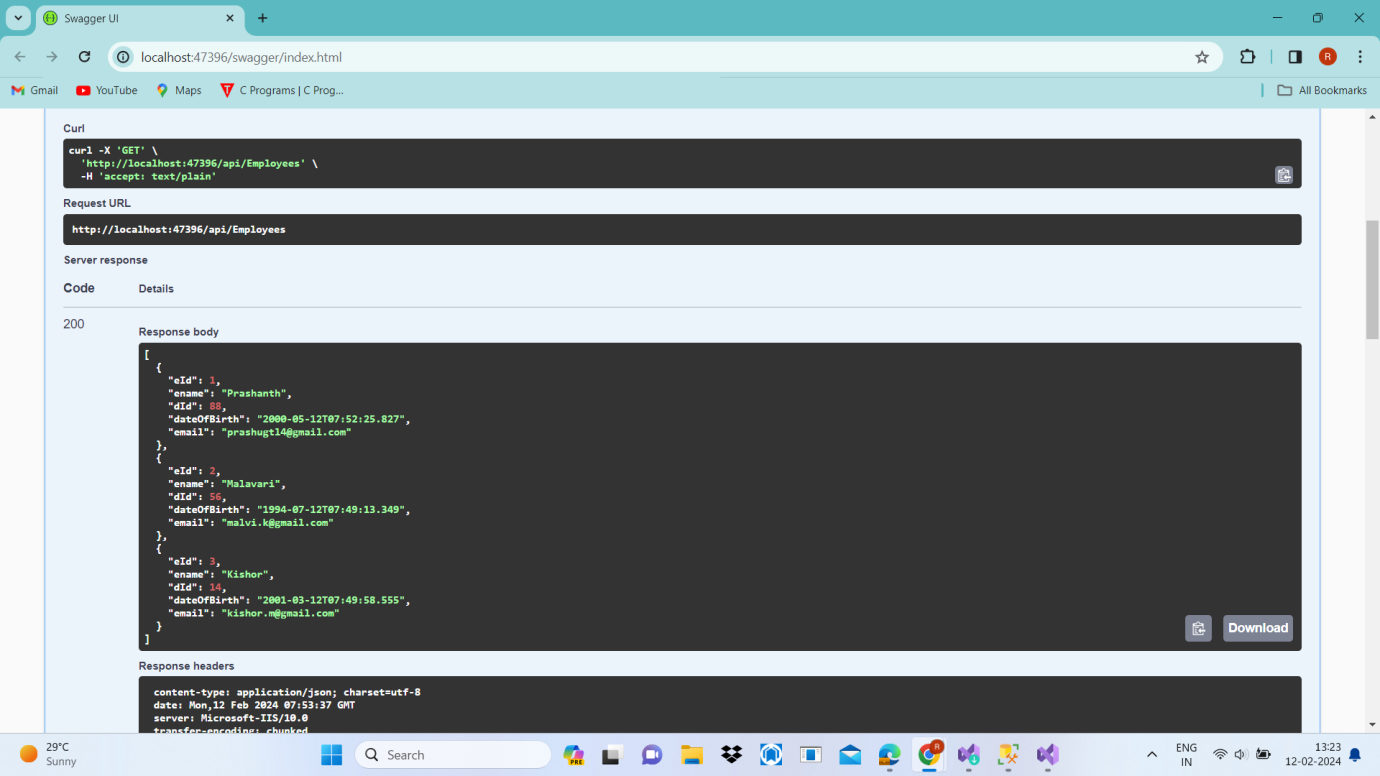 Swagger UI
localhost:47396/swagger/index.html
R
Gmail YouTube Maps C Programs | C Prog... All Bookmarks
Curl
curl -X 'GET' \
'http://localhost:47396/api/Employees' \
-H 'accept: text/plain'
Request URL
http://localhost:47396/api/Employees
Server response
Code Details
200
Response body
[
{
"eId": 1,
"ename": "Prashanth",
"dId": 88,
"dateOfBirth": "2000-05-12T07:52:25.827",
"email": "prashugtl4@gmail.com"
},
{
"eId": 2,
"ename": "Malavari",
"dId": 56,
"dateOfBirth": "1994-07-12T07:49:13.349",
"email": "malvi.k@gmail.com"
},
{
"eId": 3,
"ename": "Kishor",
"dId": 14,
"dateOfBirth": "2001-03-12T07:49:58.555",
"email": "kishor.m@gmail.com"
}
]
Download
Response headers
content-type: application/json; charset=utf-8
date: Mon,12 Feb 2024 07:53:37 GMT
server: Microsoft-IIS/10.0
transfer-encoding: chunked
29°C
Sunny
Search
PRE
R
ENG
IN
13:23
12-02-2024